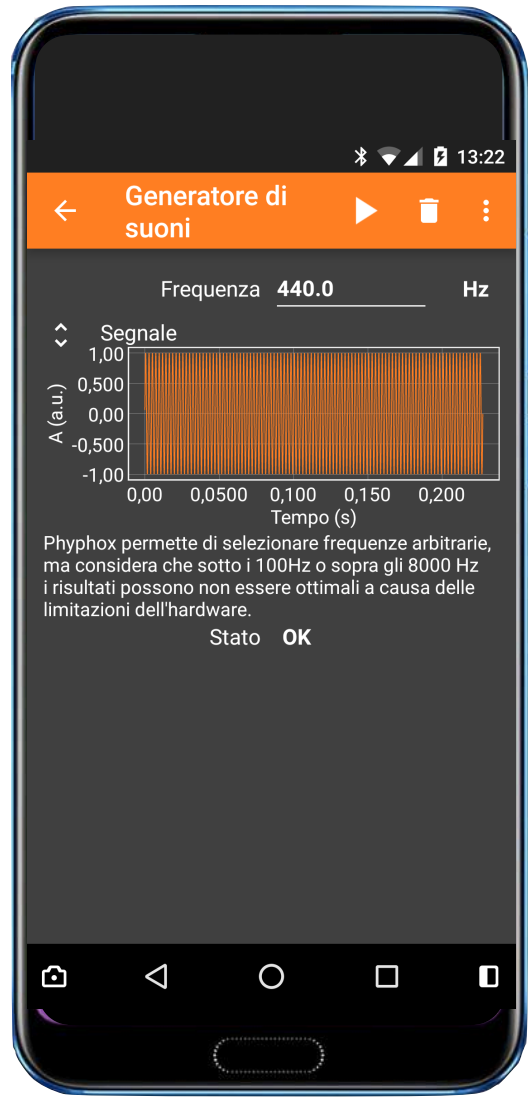 13:22
Generatore di
suoni
Frequenza 440.0 Hz
Segnale
1,00
0,500
0,00
-0,500
-1,00
A (a.u.)
0,00 0,0500 0,100 0,150 0,200
Tempo (s)
Phyphox permette di selezionare frequenze arbitrarie,
ma considera che sotto i 100Hz o sopra gli 8000 Hz
i risultati possono non essere ottimali a causa delle
limitazioni dell'hardware.
Stato OK